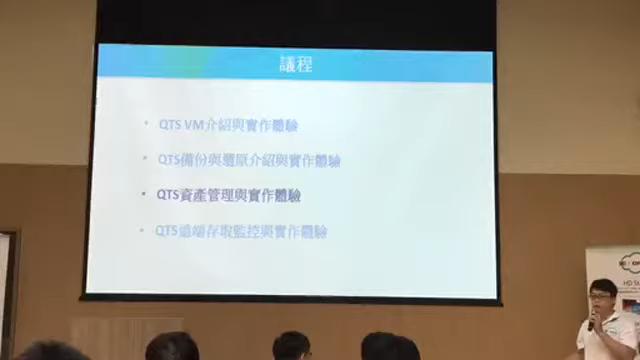 議程
• QTS VM介紹與實作體驗
• QTS備份與還原介紹與實作體驗
• QTS資產管理與實作體驗
• QTS遠端存取監控與實作體驗